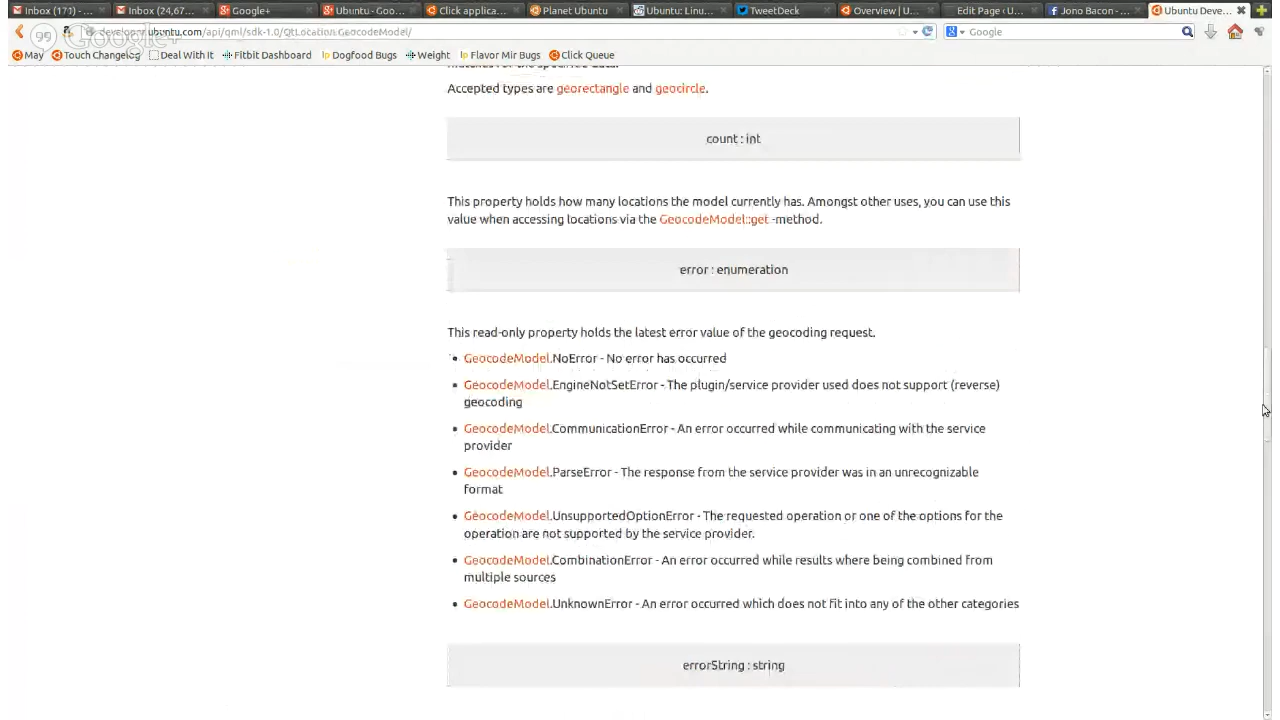 Inbox (171) - ...
Inbox (24,67...
Google+
Ubuntu - Goo...
Click applica...
Planet Ubuntu
Ubuntu: Linu...
TweetDeck
Overview | U...
Edit Page ‹ U...
Jono Bacon - ...
Ubuntu Deve...
developer.ubuntu.com/api/qml/sdk-1.0/QtLocation.GeocodeModel/
Google
Google+
May
Touch Changelog
Deal With It
Fitbit Dashboard
Dogfood Bugs
Weight
Flavor Mir Bugs
Click Queue
Accepted types are georectangle and geocircle.
count : int
This property holds how many locations the model currently has. Amongst other uses, you can use this
value when accessing locations via the GeocodeModel::get -method.
error : enumeration
This read-only property holds the latest error value of the geocoding request.
• GeocodeModel.NoError - No error has occurred
• GeocodeModel.EngineNotSetError - The plugin/service provider used does not support (reverse)
geocoding
• GeocodeModel.CommunicationError - An error occurred while communicating with the service
provider
• GeocodeModel.ParseError - The response from the service provider was in an unrecognizable
format
• GeocodeModel.UnsupportedOptionError - The requested operation or one of the options for the
operation are not supported by the service provider.
• GeocodeModel.CombinationError - An error occurred while results where being combined from
multiple sources
• GeocodeModel.UnknownError - An error occurred which does not fit into any of the other categories
errorString : string